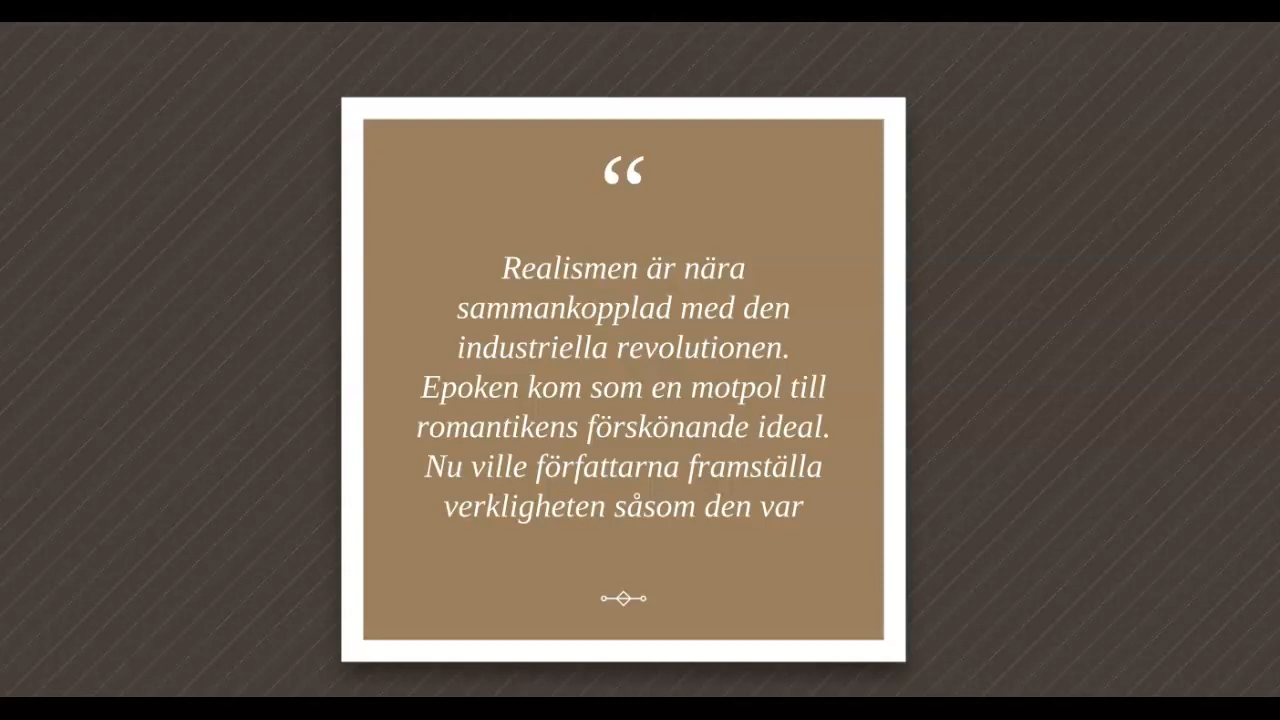 “
Realismen är nära
sammankopplad med den
industriella revolutionen.
Epoken kom som en motpol till
romantikens förskönande ideal.
Nu ville författarna framställa
verkligheten såsom den var